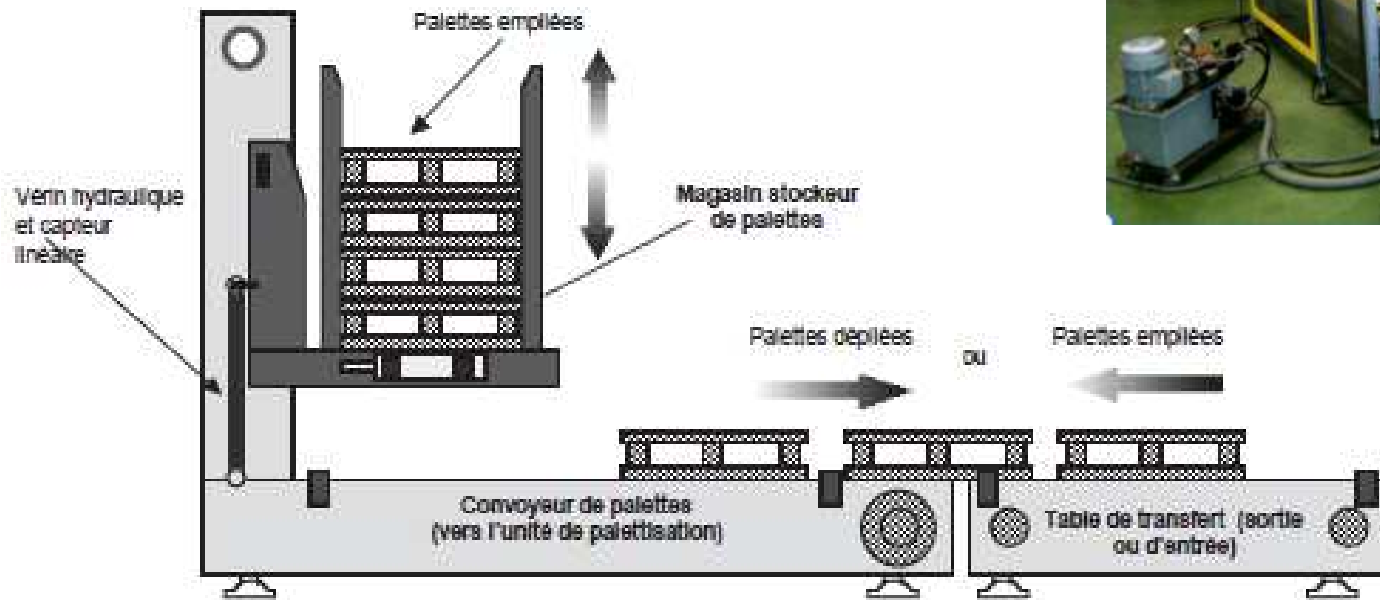 Palettes empilées
Vérin hydraulique
et capteur
linéaire
Magasin stockeur
de palettes
Palettes dépilées
ou
Palettes empilées
Convoyeur de palettes
(vers l'unité de palettisation)
Table de transfert (sortie
ou d'entrée)